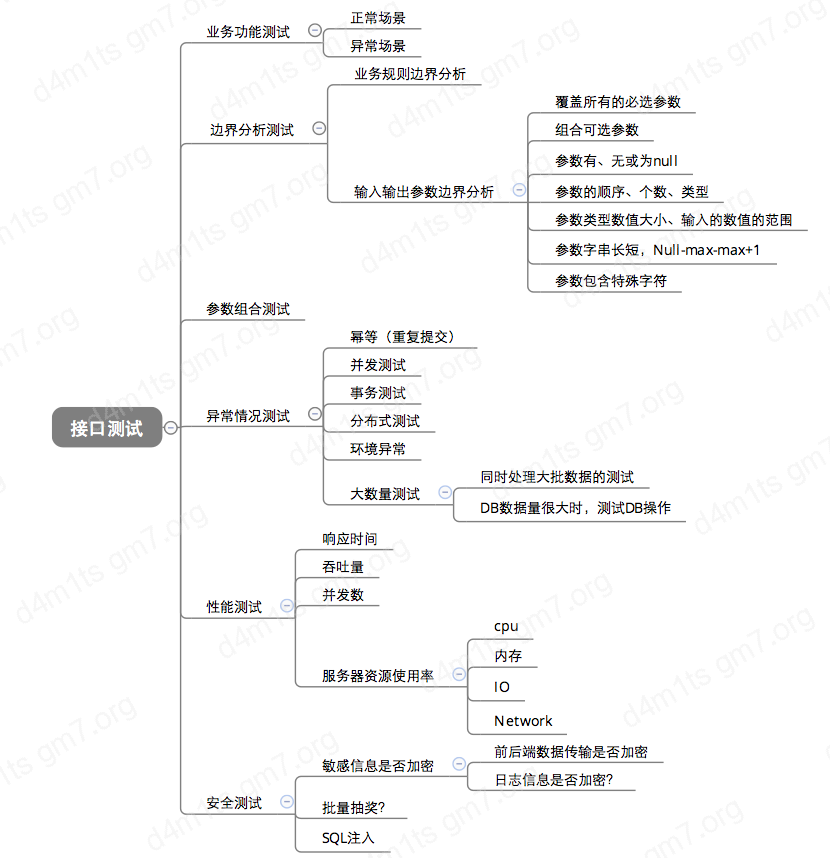 业务功能测试
正常场景
异常场景
边界分析测试
业务规则边界分析
输入输出参数边界分析
覆盖所有的必选参数
组合可选参数
参数有、无或为null
参数的顺序、个数、类型
参数类型数值大小、输入的数值的范围
参数字串长短，Null-max-max+1
参数包含特殊字符
参数组合测试
接口测试
异常情况测试
幂等（重复提交）
并发测试
事务测试
分布式测试
环境异常
大数量测试
同时处理大批数据的测试
DB数据量很大时，测试DB操作
性能测试
响应时间
吞吐量
并发数
服务器资源使用率
cpu
内存
IO
Network
安全测试
敏感信息是否加密
前后端数据传输是否加密
日志信息是否加密?
批量抽奖?
SQL注入
d4m1ts gm7.org